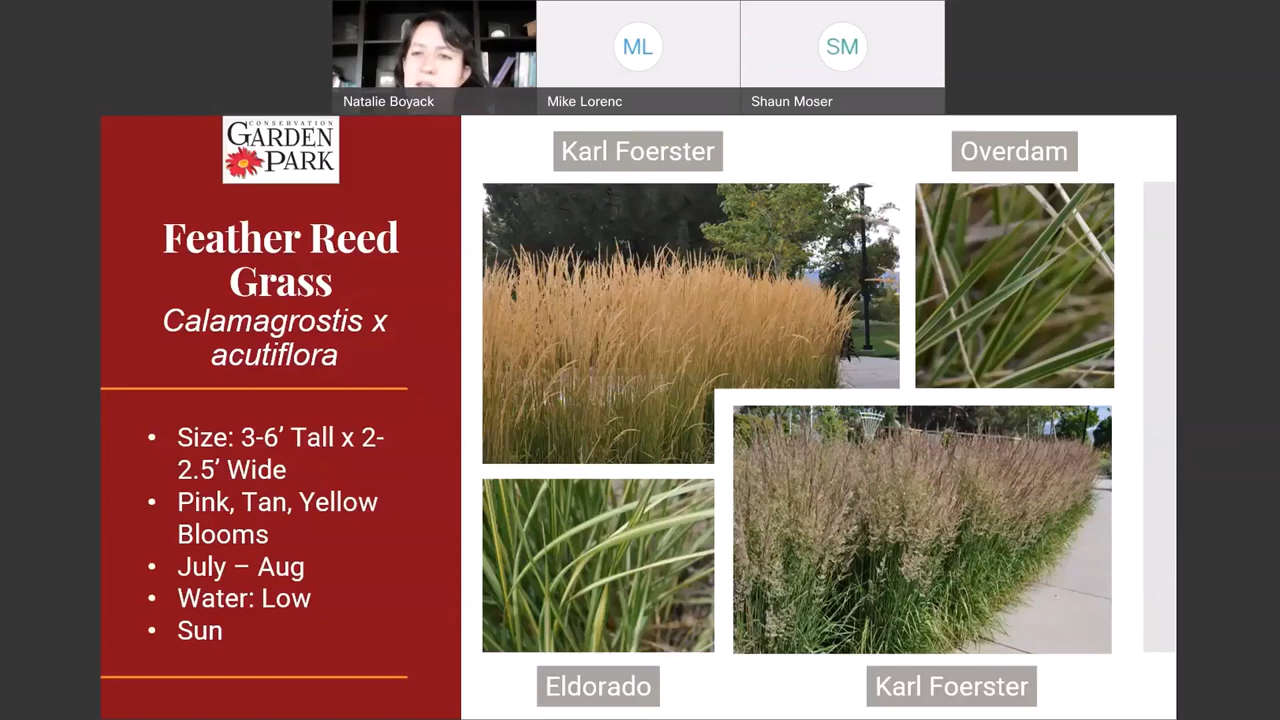 ML
SM
Natalie Boyack
Mike Lorenc
Shaun Moser
CONSERVATION
GARDEN
PARK
Feather Reed
Grass
Calamagrostis x
acutiflora
• Size: 3-6’ Tall x 2-
2.5’ Wide
• Pink, Tan, Yellow
Blooms
• July – Aug
• Water: Low
• Sun
Karl Foerster
Overdam
Eldorado
Karl Foerster